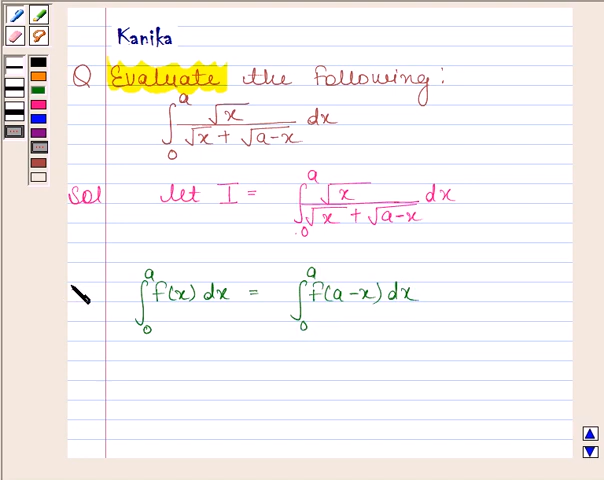 Kanika
Q Evaluate the following:
∫₀ᵃ √x / (√x + √(a-x)) dx
Sol let I = ∫₀ᵃ √x / (√x + √(a-x)) dx
∫₀ᵃ f(x) dx = ∫₀ᵃ f(a-x) dx